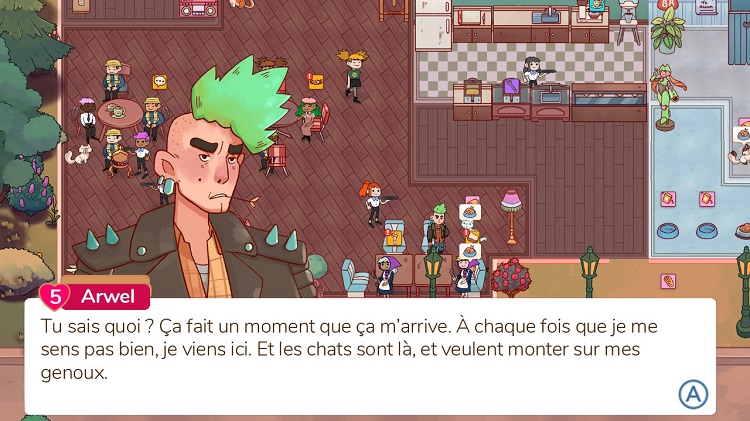 5 Arwel
Tu sais quoi ? Ça fait un moment que ça m'arrive. À chaque fois que je me
sens pas bien, je viens ici. Et les chats sont là, et veulent monter sur mes
genoux.
A